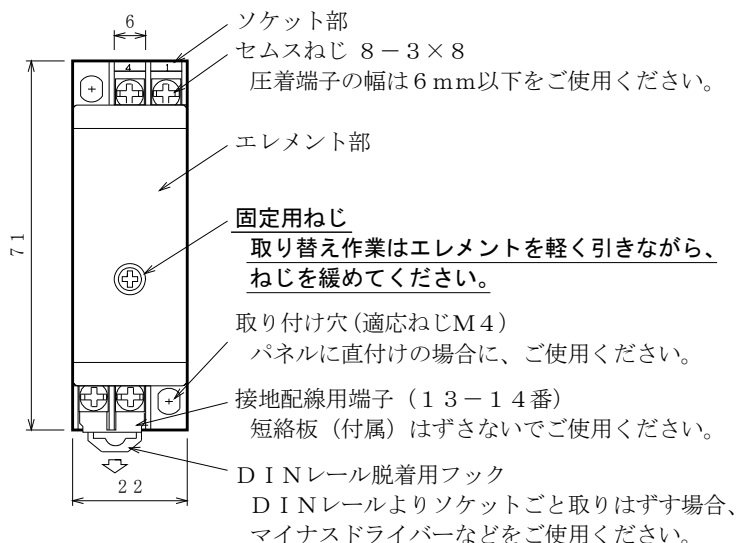 6
ソケット部
セムスねじ ８－３×８
圧着端子の幅は６ｍｍ以下をご使用ください。
4 1
エレメント部
71
固定用ねじ
取り替え作業はエレメントを軽く引きながら、
ねじを緩めてください。
取り付け穴（適応ねじＭ４）
パネルに直付けの場合に、ご使用ください。
接地配線用端子（１３－１４番）
短絡板（付属）はずさないでご使用ください。
ＤＩＮレール脱着用フック
22
ＤＩＮレールよりソケットごと取りはずす場合、
マイナスドライバーなどをご使用ください。